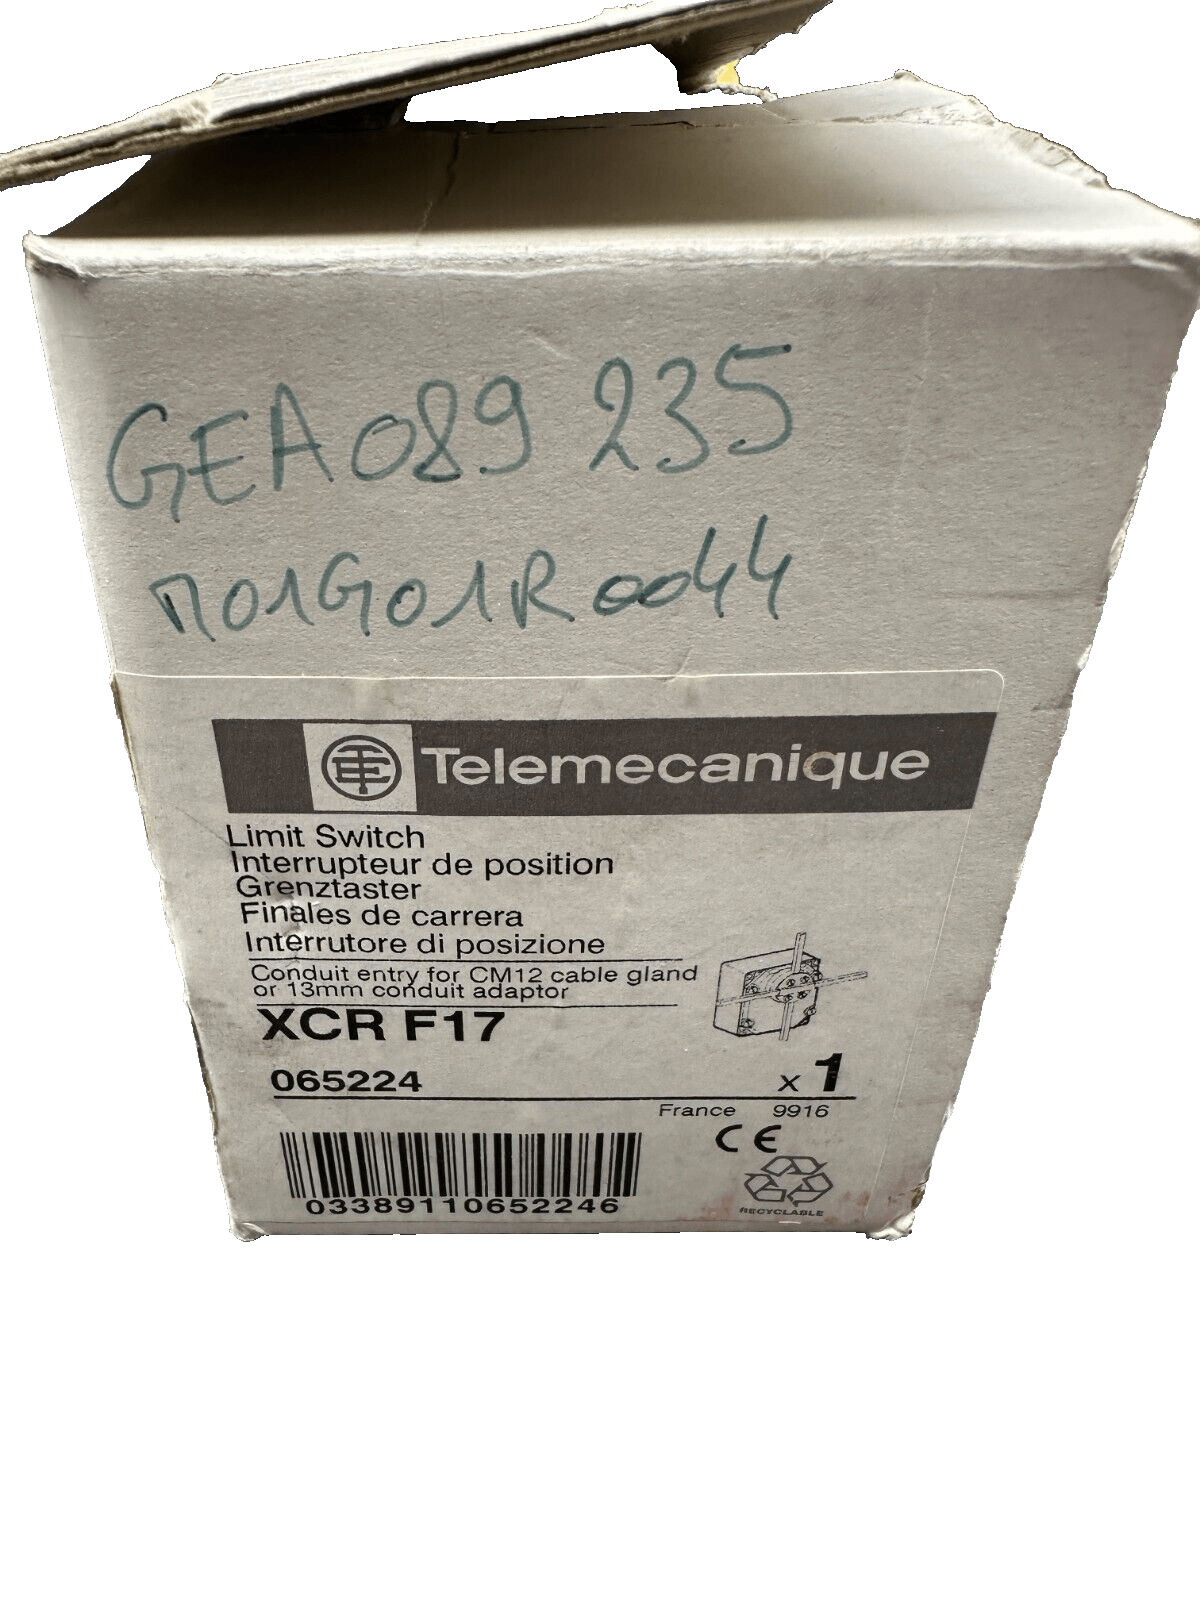 GEA089 235
M01G01R0044
Telemecanique
Limit Switch
Interrupteur de position
Grenztaster
Finales de carrera
Interrutore di posizione
Conduit entry for CM12 cable gland
or 13mm conduit adaptor
XCR F17
065224 x 1
France 9916
CE
03389110652246
RECYCLABLE